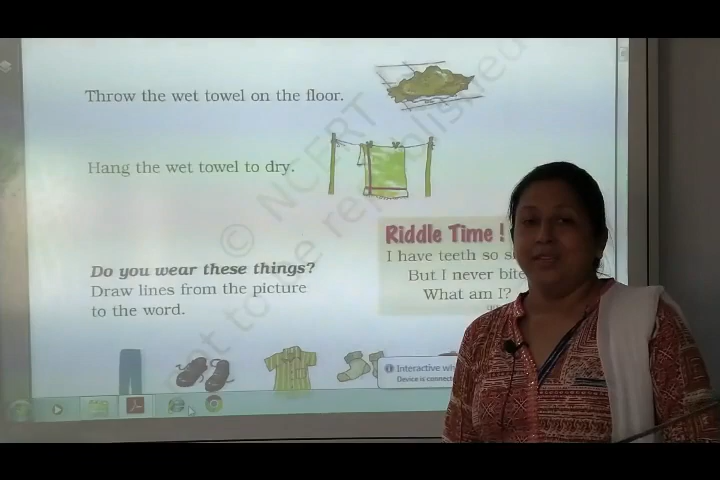 Throw the wet towel on the floor.
Hang the wet towel to dry.
© NCERT
not to be republished
Do you wear these things?
Draw lines from the picture
to the word.
Riddle Time !
I have teeth so
But I never bite
What am I?
Interactive
Device is connected